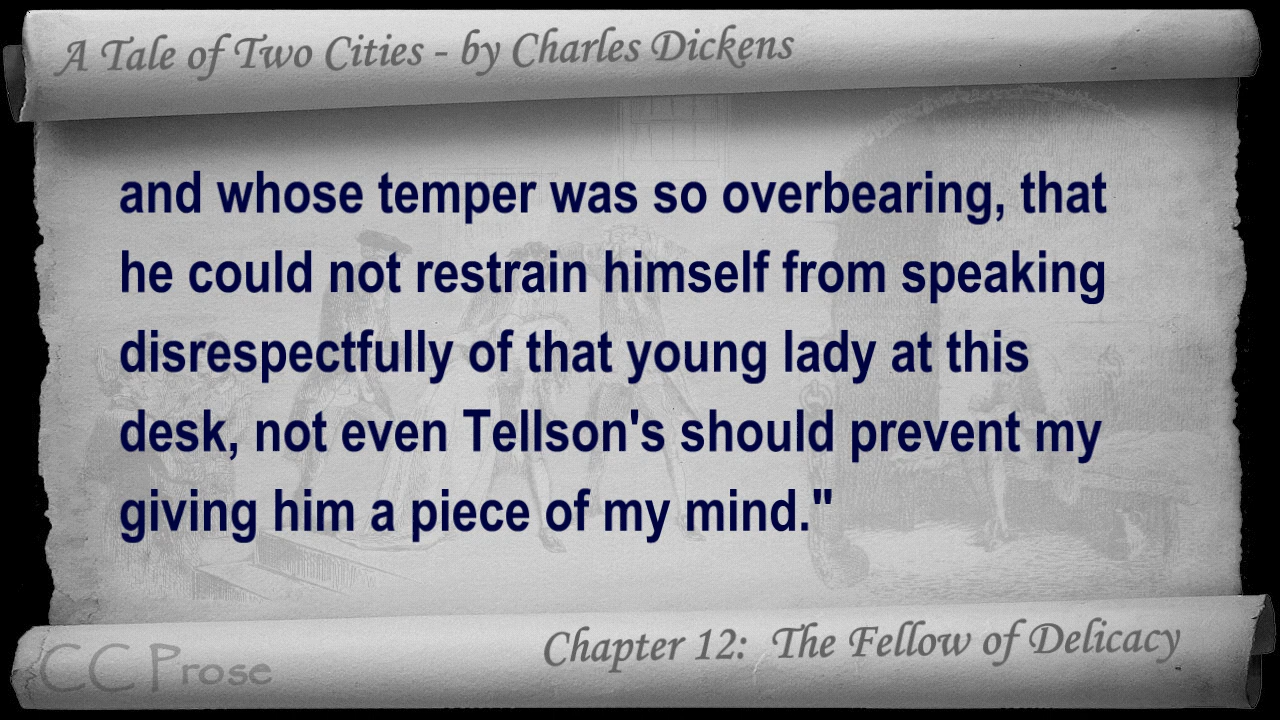 A Tale of Two Cities - by Charles Dickens
and whose temper was so overbearing, that
he could not restrain himself from speaking
disrespectfully of that young lady at this
desk, not even Tellson's should prevent my
giving him a piece of my mind."
Chapter 12: The Fellow of Delicacy
CC Prose